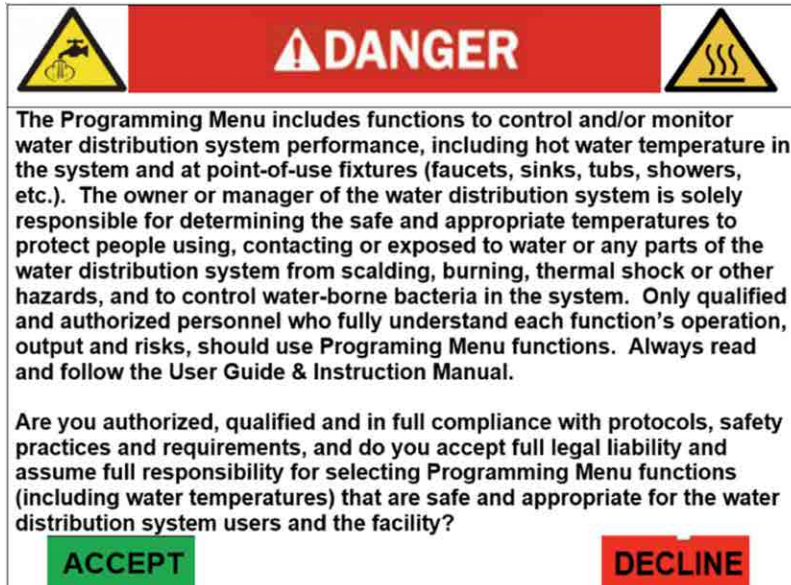 DANGER
The Programming Menu includes functions to control and/or monitor
water distribution system performance, including hot water temperature in
the system and at point-of-use fixtures (faucets, sinks, tubs, showers,
etc.).  The owner or manager of the water distribution system is solely
responsible for determining the safe and appropriate temperatures to
protect people using, contacting or exposed to water or any parts of the
water distribution system from scalding, burning, thermal shock or other
hazards, and to control water-borne bacteria in the system.  Only qualified
and authorized personnel who fully understand each function’s operation,
output and risks, should use Programing Menu functions.  Always read
and follow the User Guide & Instruction Manual.
Are you authorized, qualified and in full compliance with protocols, safety
practices and requirements, and do you accept full legal liability and
assume full responsibility for selecting Programming Menu functions
(including water temperatures) that are safe and appropriate for the water
distribution system users and the facility?
ACCEPT
DECLINE